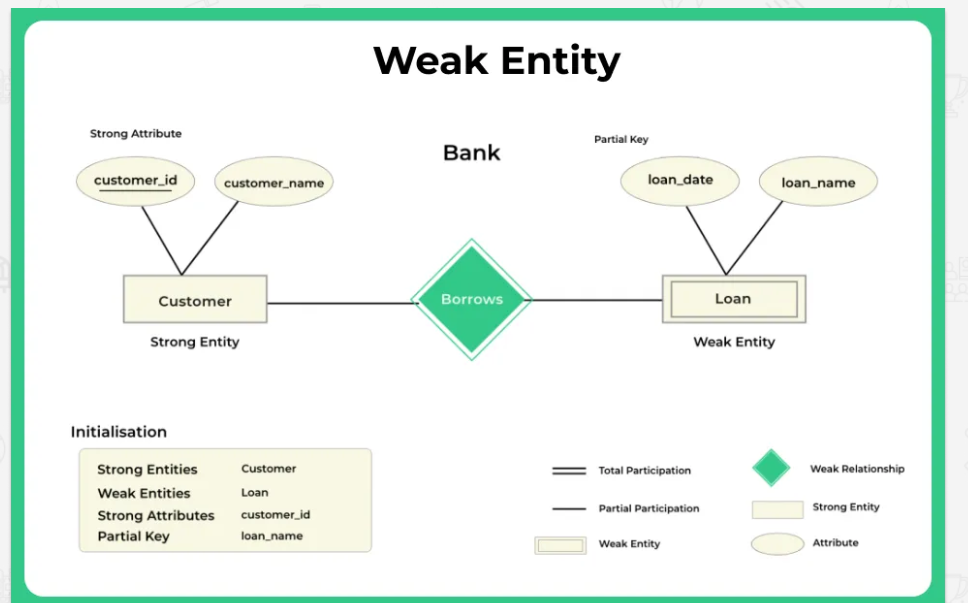 Weak Entity
Strong Attribute
Bank
Partial Key
customer_id
customer_name
loan_date
loan_name
Customer
Borrows
Loan
Strong Entity
Weak Entity
Initialisation
Strong Entities Customer
Weak Entities Loan
Strong Attributes customer_id
Partial Key loan_name
Total Participation
Weak Relationship
Partial Participation
Strong Entity
Weak Entity
Attribute